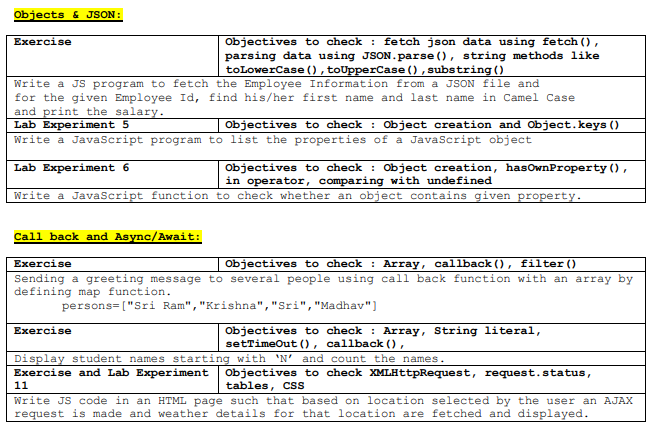 Objects & JSON:
Exercise
Objectives to check : fetch json data using fetch(),
parsing data using JSON.parse(), string methods like
toLowerCase(),toUpperCase(),substring()
Write a JS program to fetch the Employee Information from a JSON file and
for the given Employee Id, find his/her first name and last name in Camel Case
and print the salary.
Lab Experiment 5
Objectives to check : Object creation and Object.keys()
Write a JavaScript program to list the properties of a JavaScript object
Lab Experiment 6
Objectives to check : Object creation, hasOwnProperty(),
in operator, comparing with undefined
Write a JavaScript function to check whether an object contains given property.
Call back and Async/Await:
Exercise
Objectives to check : Array, callback(), filter()
Sending a greeting message to several people using call back function with an array by
defining map function.
persons=["Sri Ram","Krishna","Sri","Madhav"]
Exercise
Objectives to check : Array, String literal,
setTimeOut(), callback(),
Display student names starting with ‘N’ and count the names.
Exercise and Lab Experiment
11
Objectives to check XMLHttpRequest, request.status,
tables, CSS
Write JS code in an HTML page such that based on location selected by the user an AJAX
request is made and weather details for that location are fetched and displayed.